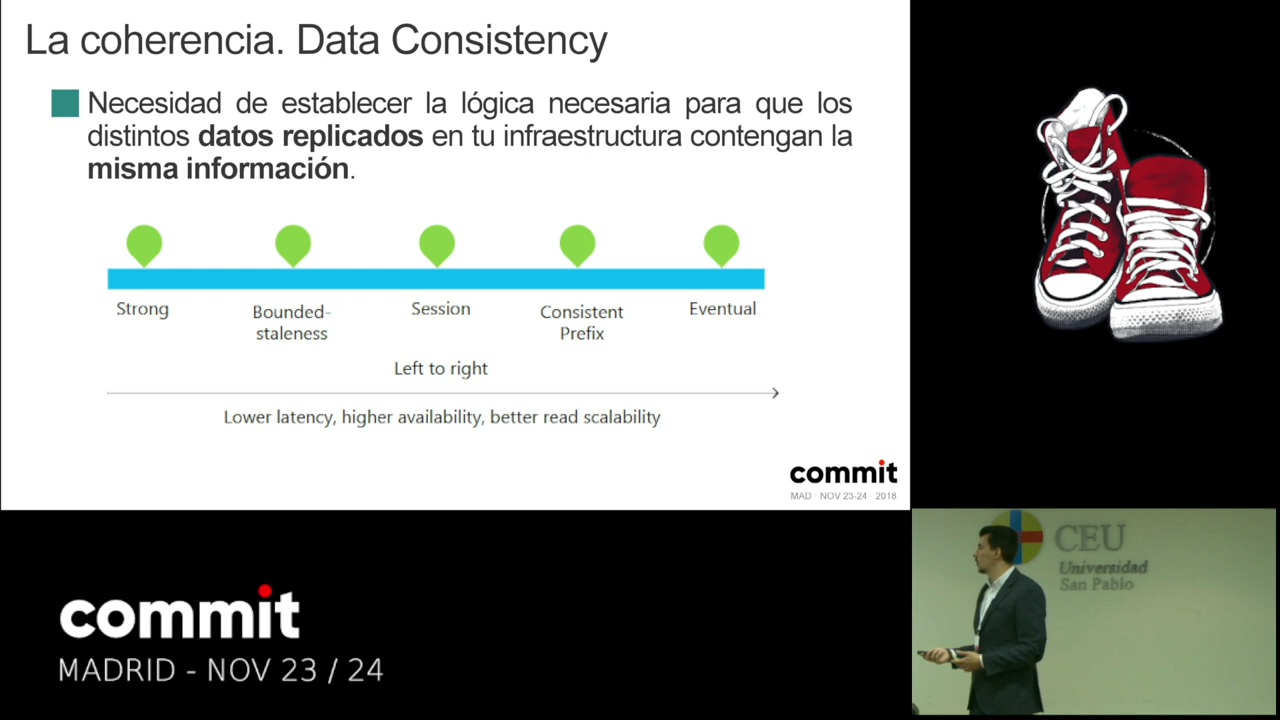 La coherencia. Data Consistency
Necesidad de establecer la lógica necesaria para que los
distintos datos replicados en tu infraestructura contengan la
misma información.
Strong
Bounded-
staleness
Session
Consistent
Prefix
Eventual
Left to right
Lower latency, higher availability, better read scalability
commit
MAD · NOV 23-24 · 2018
commit
MADRID - NOV 23 / 24
CEU
Universidad
San Pablo